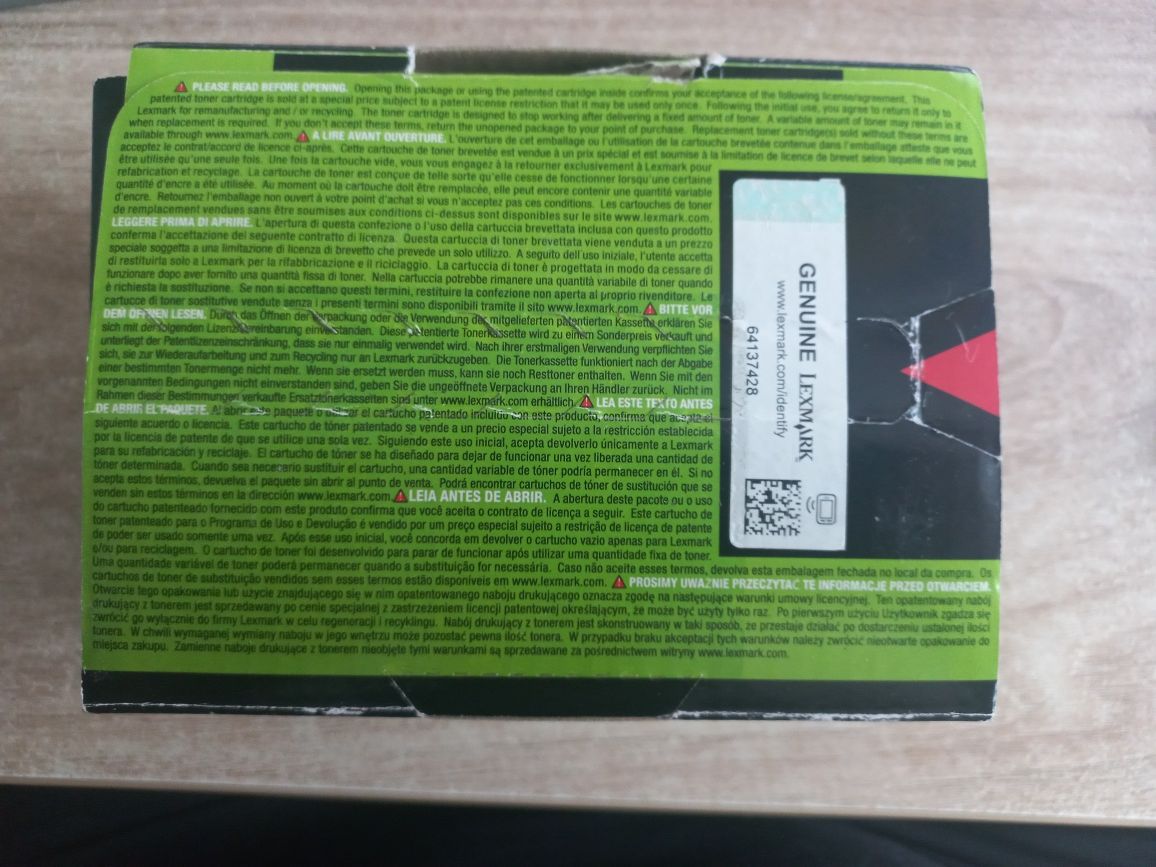 PLEASE READ BEFORE OPENING. Opening this package or using the patented cartridge inside confirms your acceptance of the following license/agreement. This
patented toner cartridge is sold at a special price subject to a patent license restriction that it may be used only once. Following the initial use, you agree to return it only to
Lexmark for remanufacturing and / or recycling. The toner cartridge is designed to stop working after delivering a fixed amount of toner. A variable amount of toner may remain in it
when replacement is required. If you don't accept these terms, return the unopened package to your point of purchase. Replacement toner cartridge(s) sold without these terms are
available through www.lexmark.com. A LIRE AVANT OUVERTURE. L'ouverture de cet emballage ou l'utilisation de la cartouche brevetée contenue dans l'emballage atteste que vous
acceptez le contrat/accord de licence ci-après. Cette cartouche de toner brevetée est vendue à un prix spécial et est soumise à la limitation de licence de brevet selon laquelle elle ne peut
être utilisée qu'une seule fois. Une fois la cartouche vide, vous vous engagez à la retourner exclusivement à Lexmark pour
refabrication et recyclage. La cartouche de toner est conçue de telle sorte qu'elle cesse de fonctionner lorsqu'une certaine
quantité d'encre a été utilisée. Au moment où la cartouche doit être remplacée, elle peut encore contenir une quantité variable
d'encre. Retournez l'emballage non ouvert à votre point d'achat si vous n'acceptez pas ces conditions. Les cartouches de toner
de remplacement vendues sans être soumises aux conditions ci-dessus sont disponibles sur le site www.lexmark.com.
LEGGERE PRIMA DI APRIRE. L'apertura di questa confezione o l'uso della cartuccia brevettata inclusa con questo prodotto
conferma l'accettazione del seguente contratto di licenza. Questa cartuccia di toner brevettata viene venduta a un prezzo
speciale soggetta a una limitazione di licenza di brevetto che prevede un solo utilizzo. A seguito dell'uso iniziale, l'utente accetta
di restituirla solo a Lexmark per la rifabbricazione e il riciclaggio. La cartuccia di toner è progettata in modo da cessare di
funzionare dopo aver fornito una quantità fissa di toner. Nella cartuccia potrebbe rimanere una quantità variabile di toner quando
è richiesta la sostituzione. Se non si accettano questi termini, restituire la confezione non aperta al proprio rivenditore. Le
cartucce di toner sostitutive vendute senza i presenti termini sono disponibili tramite il sito www.lexmark.com. BITTE VOR
DEM ÖFFNEN LESEN. Durch das Öffnen der Verpackung oder die Verwendung der mitgelieferten patentierten Kassette erklären Sie
sich mit der folgenden Lizenzvereinbarung einverstanden. Diese patentierte Tonerkassette wird zu einem Sonderpreis verkauft und
unterliegt der Patentlizenzeinschränkung, dass sie nur einmalig verwendet wird. Nach ihrer erstmaligen Verwendung verpflichten Sie
sich, sie zur Wiederaufarbeitung und zum Recycling nur an Lexmark zurückzugeben. Die Tonerkassette funktioniert nach der Abgabe
einer bestimmten Tonermenge nicht mehr. Wenn sie ersetzt werden muss, kann sie noch Resttoner enthalten. Wenn Sie mit den
vorgenannten Bedingungen nicht einverstanden sind, geben Sie die ungeöffnete Verpackung an Ihren Händler zurück. Nicht im
Rahmen dieser Bestimmungen verkaufte Ersatztonerkassetten sind unter www.lexmark.com erhältlich. LEA ESTE TEXTO ANTES
DE ABRIR EL PAQUETE. Al abrir este paquete o utilizar el cartucho patentado incluido con este producto, confirma que acepta el
siguiente acuerdo o licencia. Este cartucho de tóner patentado se vende a un precio especial sujeto a la restricción establecida
por la licencia de patente de que se utilice una sola vez. Siguiendo este uso inicial, acepta devolverlo únicamente a Lexmark
para su refabricación y reciclaje. El cartucho de tóner se ha diseñado para dejar de funcionar una vez liberada una cantidad de
tóner determinada. Cuando sea necesario sustituir el cartucho, una cantidad variable de tóner podría permanecer en él. Si no
acepta estos términos, devuelva el paquete sin abrir al punto de venta. Podrá encontrar cartuchos de tóner de sustitución que se
venden sin estos términos en la dirección www.lexmark.com. LEIA ANTES DE ABRIR. A abertura deste pacote ou o uso
do cartucho patenteado fornecido com este produto confirma que você aceita o contrato de licença a seguir. Este cartucho de
toner patenteado para o Programa de Uso e Devolução é vendido por um preço especial sujeito a restrição de licença de patente
de poder ser usado somente uma vez. Após esse uso inicial, você concorda em devolver o cartucho vazio apenas para Lexmark
e/ou para reciclagem. O cartucho de toner foi desenvolvido para parar de funcionar após utilizar uma quantidade fixa de toner.
Uma quantidade variável de toner poderá permanecer quando a substituição for necessária. Caso não aceite esses termos, devolva esta embalagem fechada no local da compra. Os
cartuchos de toner de substituição vendidos sem esses termos estão disponíveis em www.lexmark.com. PROSIMY UWAŻNIE PRZECZYTAĆ TE INFORMACJE PRZED OTWARCIEM.
Otwarcie tego opakowania lub użycie znajdującego się w nim opatentowanego naboju drukującego oznacza zgodę na następujące warunki umowy licencyjnej. Ten opatentowany nabój
drukujący z tonerem jest sprzedawany po cenie specjalnej z zastrzeżeniem licencji patentowej określającym, że może być użyty tylko raz. Po pierwszym użyciu Użytkownik zgadza się
zwrócić go wyłącznie do firmy Lexmark w celu regeneracji i recyklingu. Nabój drukujący z tonerem jest skonstruowany w taki sposób, że przestaje działać po dostarczeniu ustalonej ilości
tonera. W chwili wymaganej wymiany naboju w jego wnętrzu może pozostać pewna ilość tonera. W przypadku braku akceptacji tych warunków należy zwrócić nieotwarte opakowanie do
miejsca zakupu. Zamienne naboje drukujące z tonerem nieobjęte tymi warunkami są sprzedawane za pośrednictwem witryny www.lexmark.com.
GENUINE LEXMARK
www.lexmark.com/identify
64137428